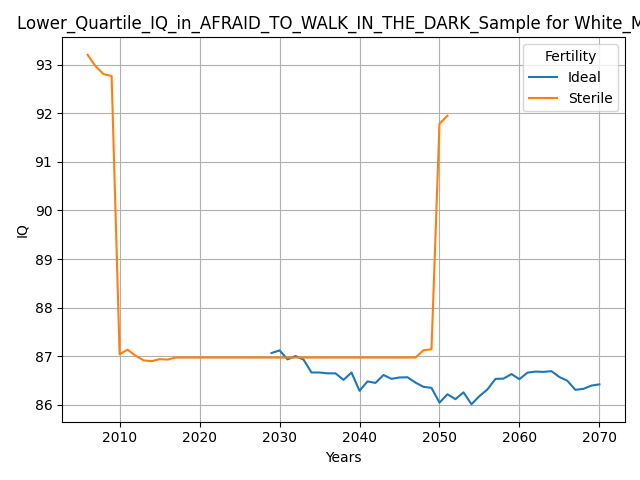 Lower_Quartile_IQ_in_AFRAID_TO_WALK_IN_THE_DARK_Sample for White_M
Fertility
Ideal
Sterile
93
92
91
90
89
88
87
86
IQ
2010 2020 2030 2040 2050 2060 2070
Years